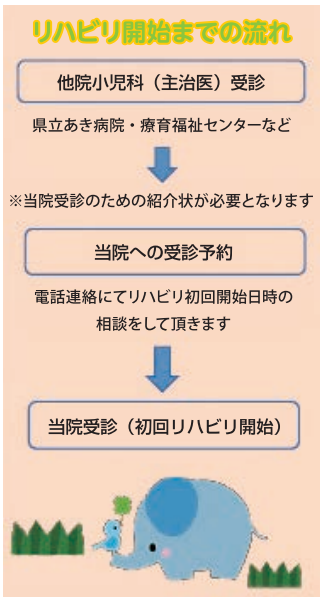 リハビリ開始までの流れ
他院小児科（主治医）受診
県立あき病院・療育福祉センターなど
※当院受診のための紹介状が必要となります
当院への受診予約
電話連絡にてリハビリ初回開始日時の
相談をして頂きます
当院受診（初回リハビリ開始）